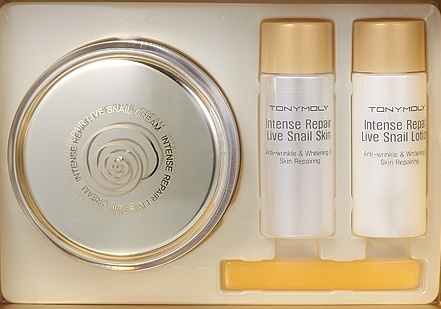 INTENSE REPAIR LIVE SNAIL CREAM INTENSE REPAIR LIVE SNAIL CREAM
TONYMOLY
Intense Repair
Live Snail Skin
Anti-wrinkle & Whitening &
Skin Repairing
TONYMOLY
Intense Repair
Live Snail Lotion
Anti-wrinkle & Whitening &
Skin Repairing